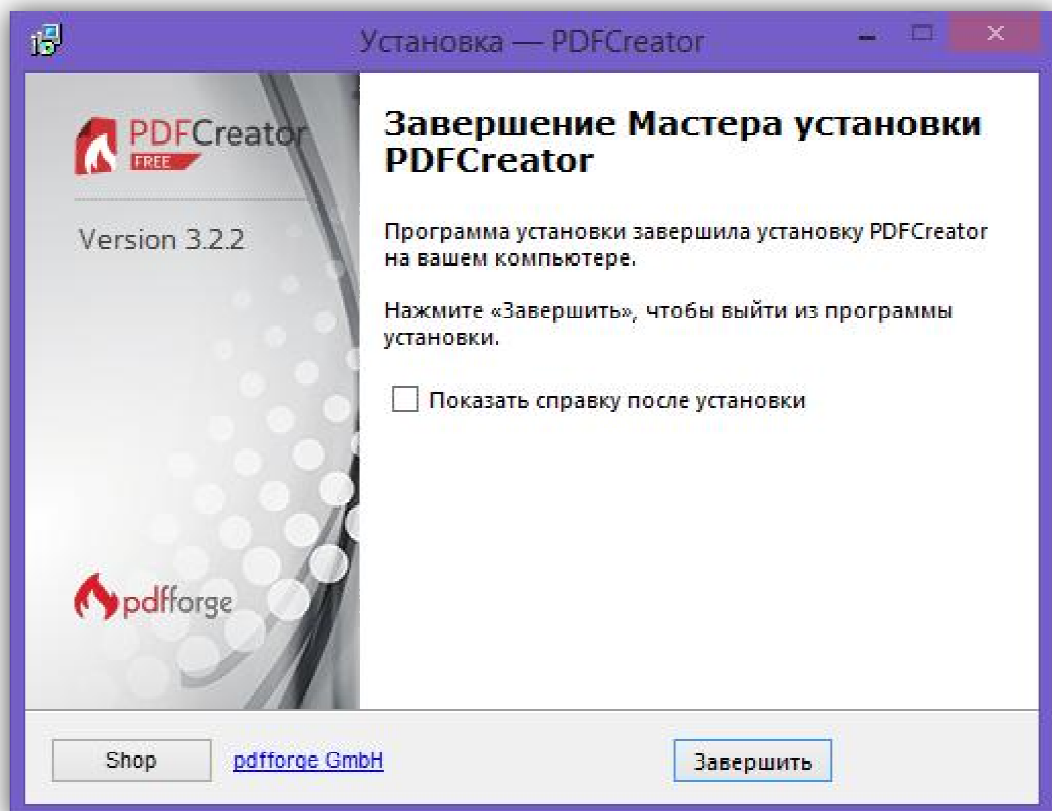 Установка — PDFCreator
PDFCreator
FREE
Version 3.2.2
Завершение Мастера установки
PDFCreator
Программа установки завершила установку PDFCreator
на вашем компьютере.
Нажмите «Завершить», чтобы выйти из программы
установки.
Показать справку после установки
pdfforge
Shop
pdfforge GmbH
Завершить